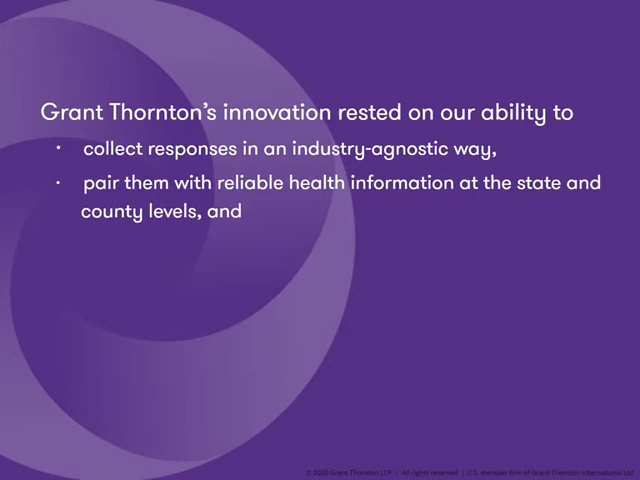 Grant Thornton's innovation rested on our ability to
· collect responses in an industry-agnostic way,
· pair them with reliable health information at the state and
county levels, and
© 2020 Grant Thornton LLP | All rights reserved | U.S. member firm of Grant Thornton International Ltd